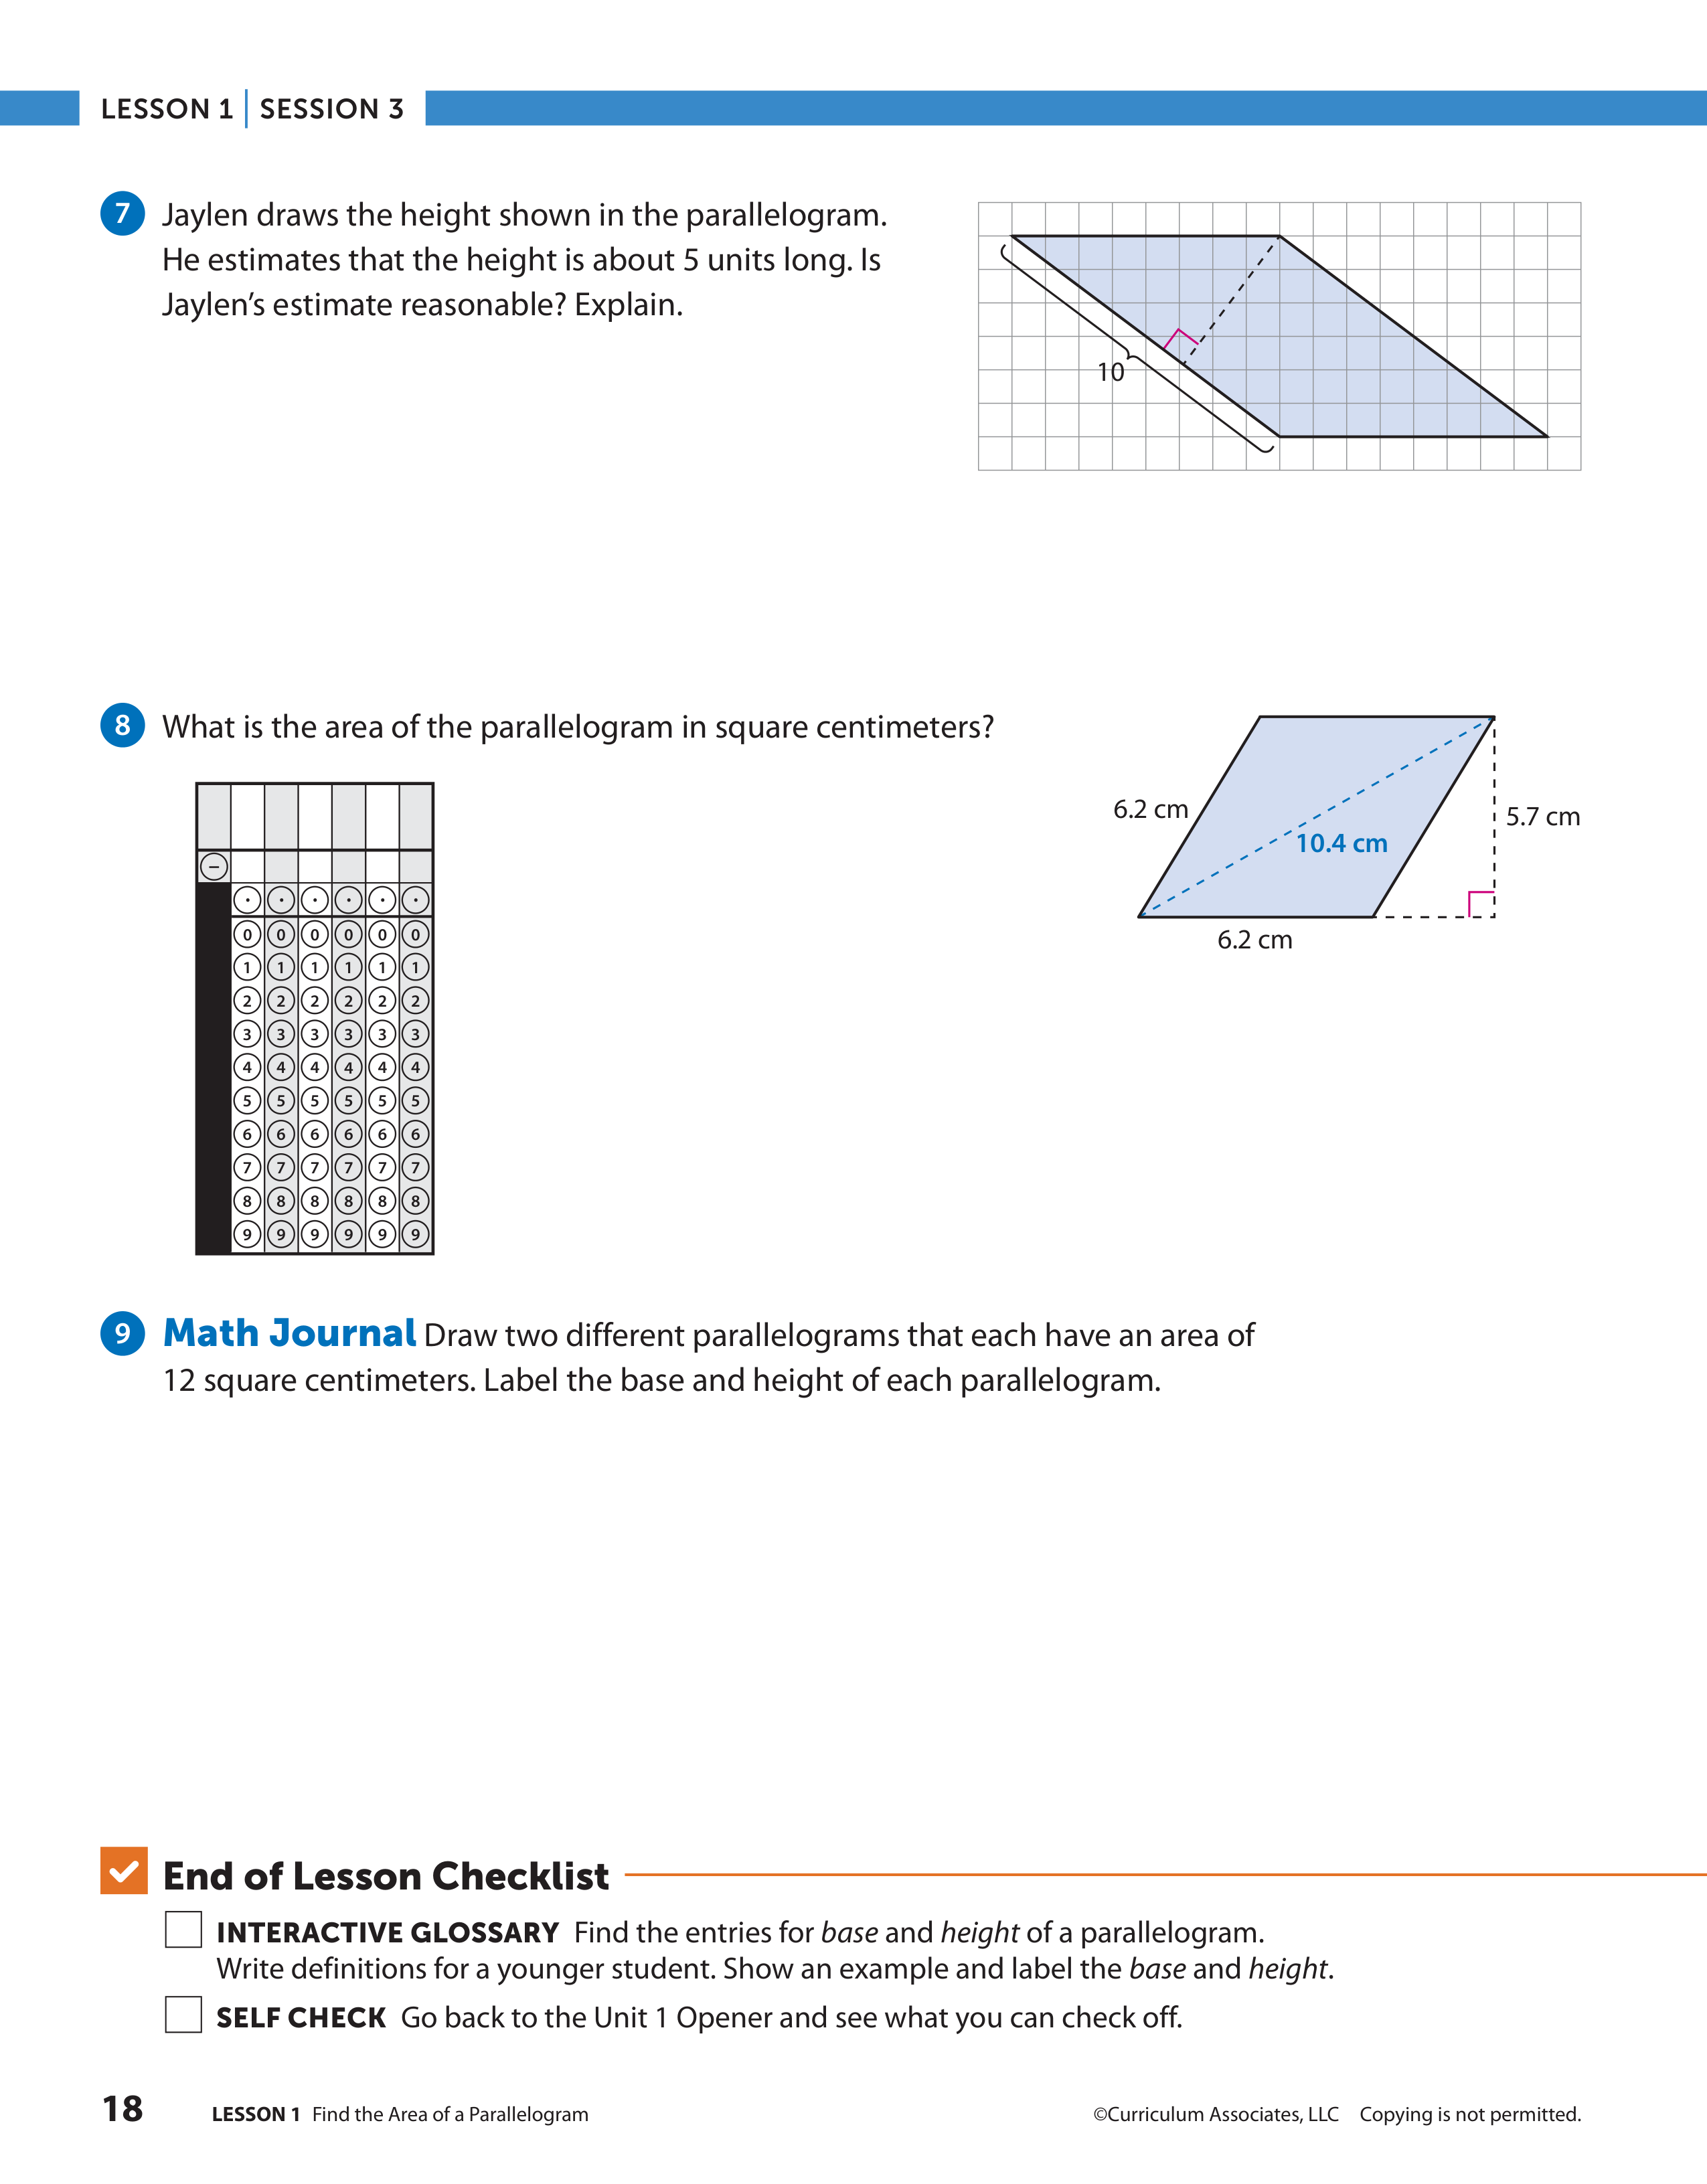 LESSON 1 | SESSION 3
7 Jaylen draws the height shown in the parallelogram.
He estimates that the height is about 5 units long. Is
Jaylen’s estimate reasonable? Explain.
10
8 What is the area of the parallelogram in square centimeters?
6.2 cm
10.4 cm
5.7 cm
6.2 cm
−
. . . . . .
0 0 0 0 0 0
1 1 1 1 1 1
2 2 2 2 2 2
3 3 3 3 3 3
4 4 4 4 4 4
5 5 5 5 5 5
6 6 6 6 6 6
7 7 7 7 7 7
8 8 8 8 8 8
9 9 9 9 9 9
9 Math Journal Draw two different parallelograms that each have an area of
12 square centimeters. Label the base and height of each parallelogram.
End of Lesson Checklist
INTERACTIVE GLOSSARY Find the entries for base and height of a parallelogram.
Write definitions for a younger student. Show an example and label the base and height.
SELF CHECK Go back to the Unit 1 Opener and see what you can check off.
18 LESSON 1 Find the Area of a Parallelogram
©Curriculum Associates, LLC Copying is not permitted.